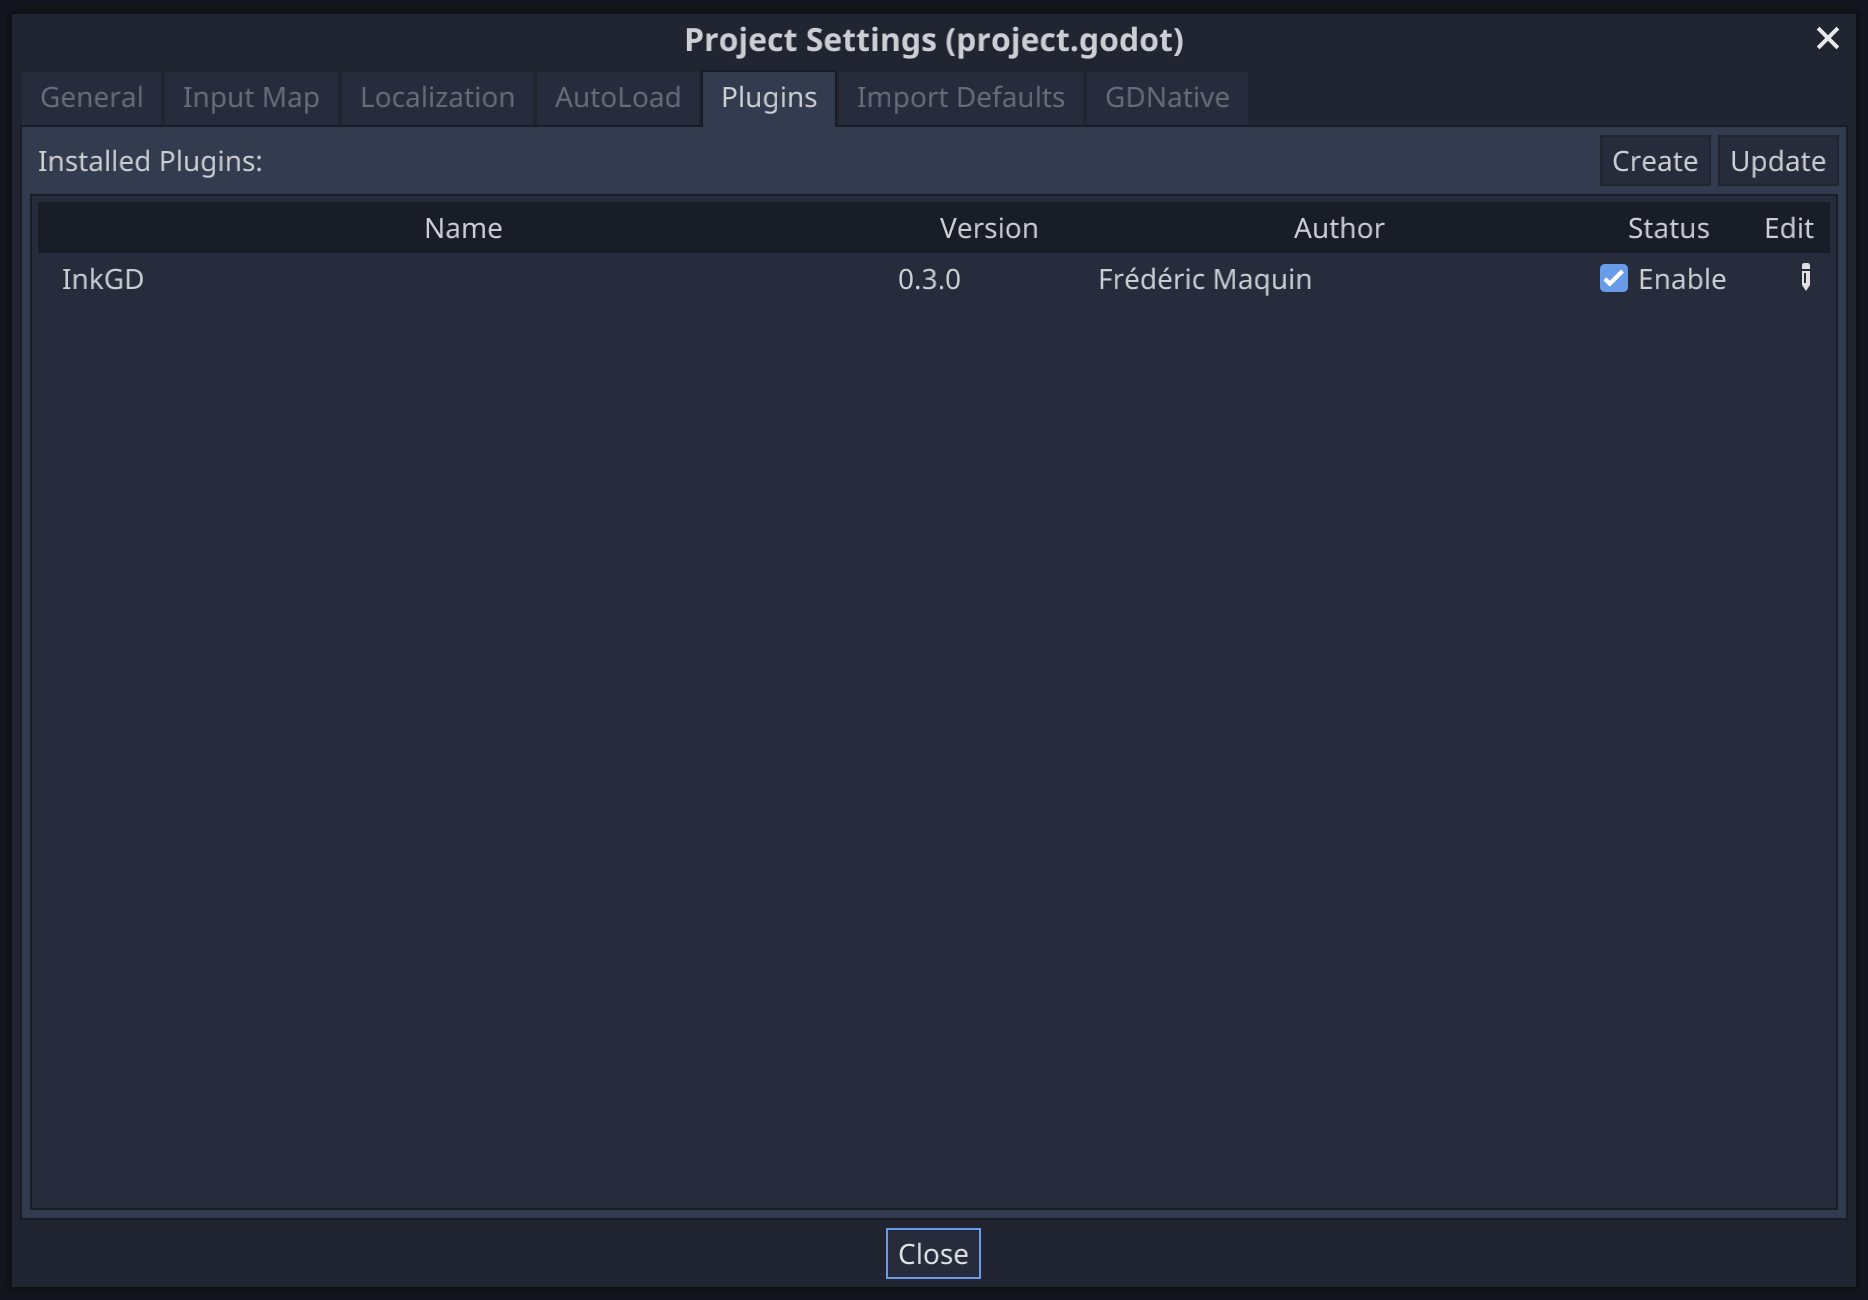 Project Settings (project.godot)
General Input Map Localization AutoLoad Plugins Import Defaults GDNative
Installed Plugins: Create Update
Name Version Author Status Edit
InkGD 0.3.0 Frédéric Maquin Enable
Close